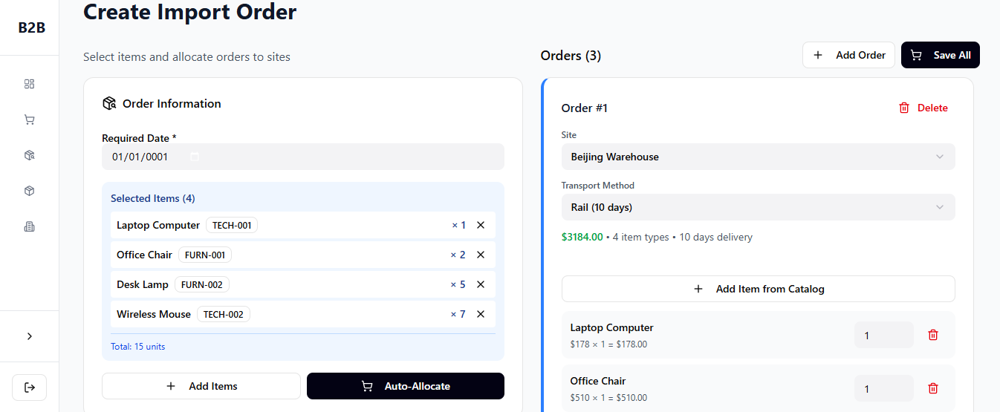 B2B
Create Import Order
Select items and allocate orders to sites
Order Information
Required Date *
01/01/0001
Selected Items (4)
Laptop Computer TECH-001 × 1
Office Chair FURN-001 × 2
Desk Lamp FURN-002 × 5
Wireless Mouse TECH-002 × 7
Total: 15 units
Add Items
Auto-Allocate
Orders (3)
Add Order
Save All
Order #1
Delete
Site
Beijing Warehouse
Transport Method
Rail (10 days)
$3184.00 • 4 item types • 10 days delivery
Add Item from Catalog
Laptop Computer
$178 × 1 = $178.00
1
Office Chair
$510 × 1 = $510.00
1